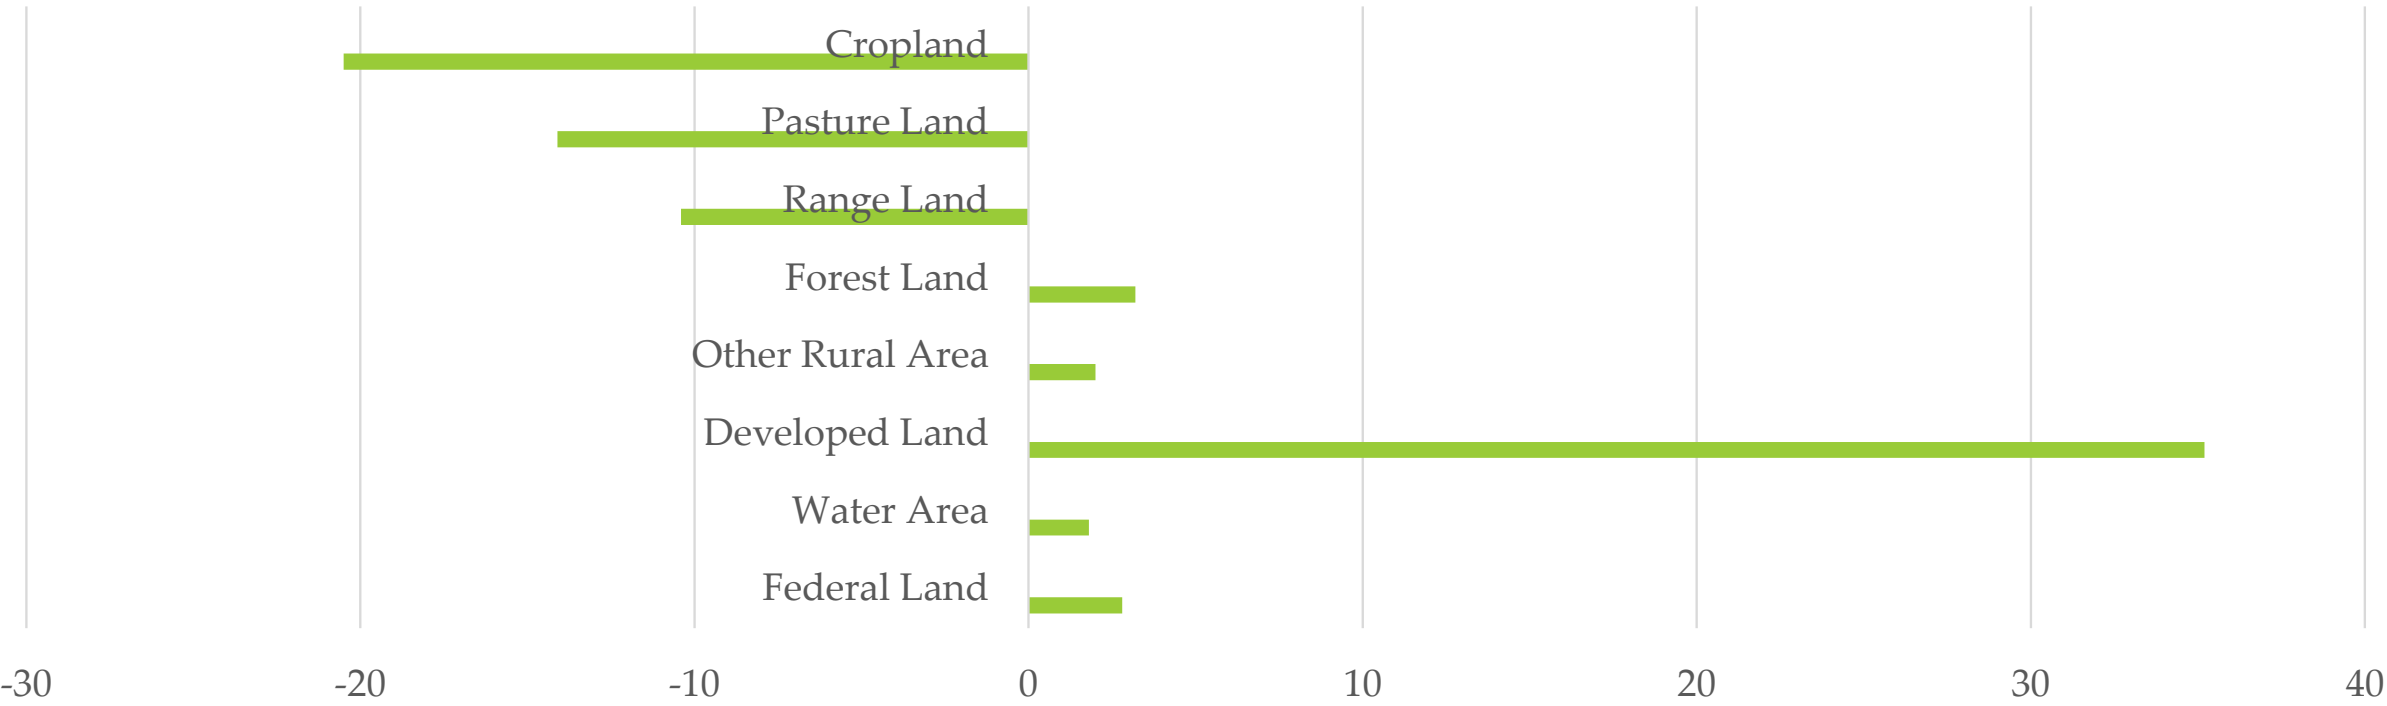 Cropland
Pasture Land
Range Land
Forest Land
Other Rural Area
Developed Land
Water Area
Federal Land
-30 -20 -10 0 10 20 30 40